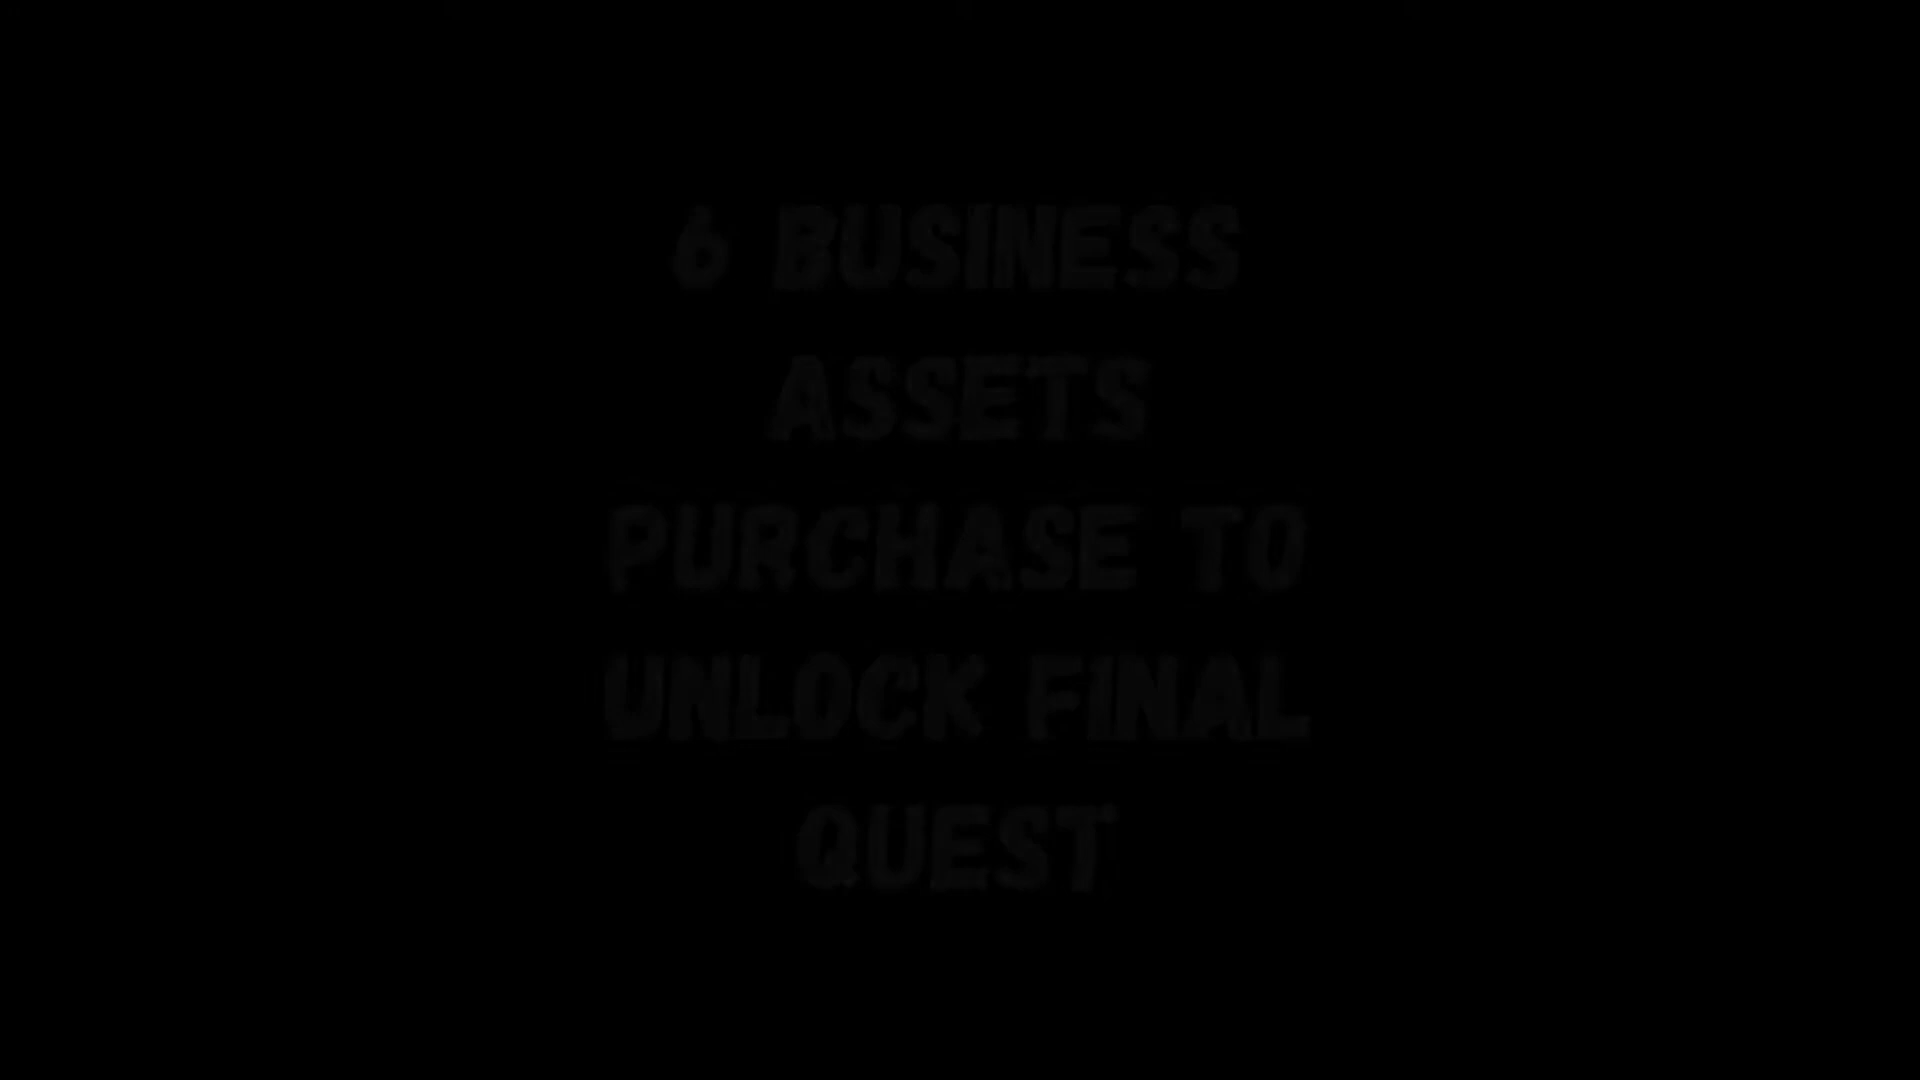 6 BUSINESS
ASSETS
PURCHASE TO
UNLOCK FINAL
QUEST